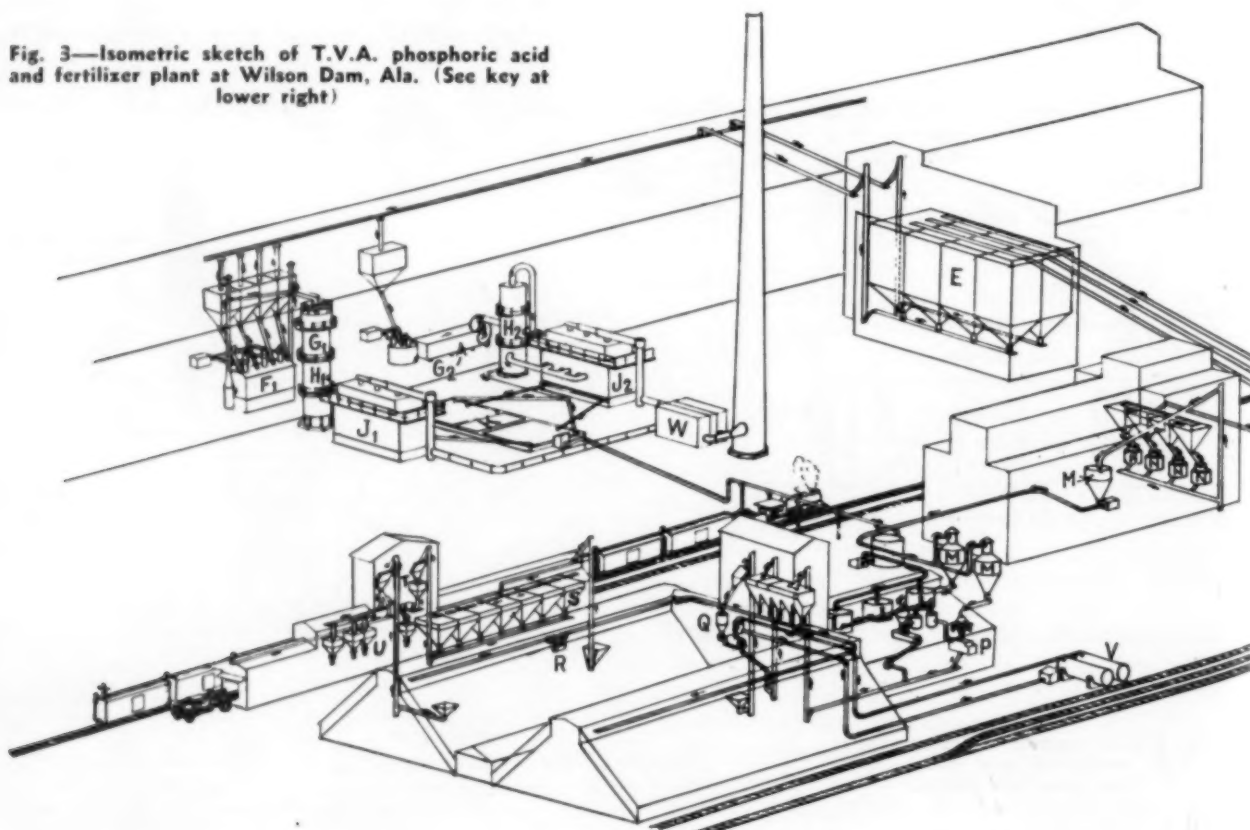 Fig. 3—Isometric sketch of T.V.A. phosphoric acid
and fertilizer plant at Wilson Dam, Ala. (See key at
lower right)
E
G₁
H₂
F₁
H₁
G₂
J₂
J₁
W
M
N
N
N
N
M
M
S
Q
U
R
P
V